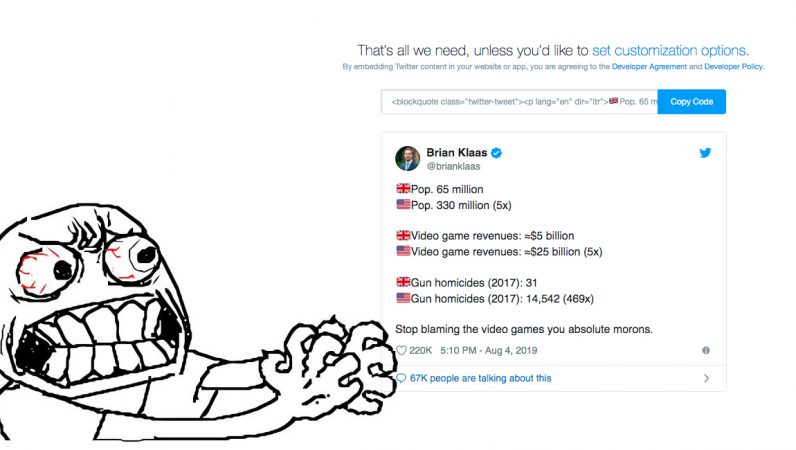 That's all we need, unless you'd like to set customization options.
By embedding Twitter content in your website or app, you are agreeing to the Developer Agreement and Developer Policy.
<blockquote class="twitter-tweet"><p lang="en" dir="ltr">🇬🇧Pop. 65 m
Copy Code
Brian Klaas
@brianklaas
🇬🇧Pop. 65 million
🇺🇸Pop. 330 million (5x)
🇬🇧Video game revenues: ≈$5 billion
🇺🇸Video game revenues: ≈$25 billion (5x)
🇬🇧Gun homicides (2017): 31
🇺🇸Gun homicides (2017): 14,542 (469x)
Stop blaming the video games you absolute morons.
220K 5:10 PM - Aug 4, 2019
67K people are talking about this